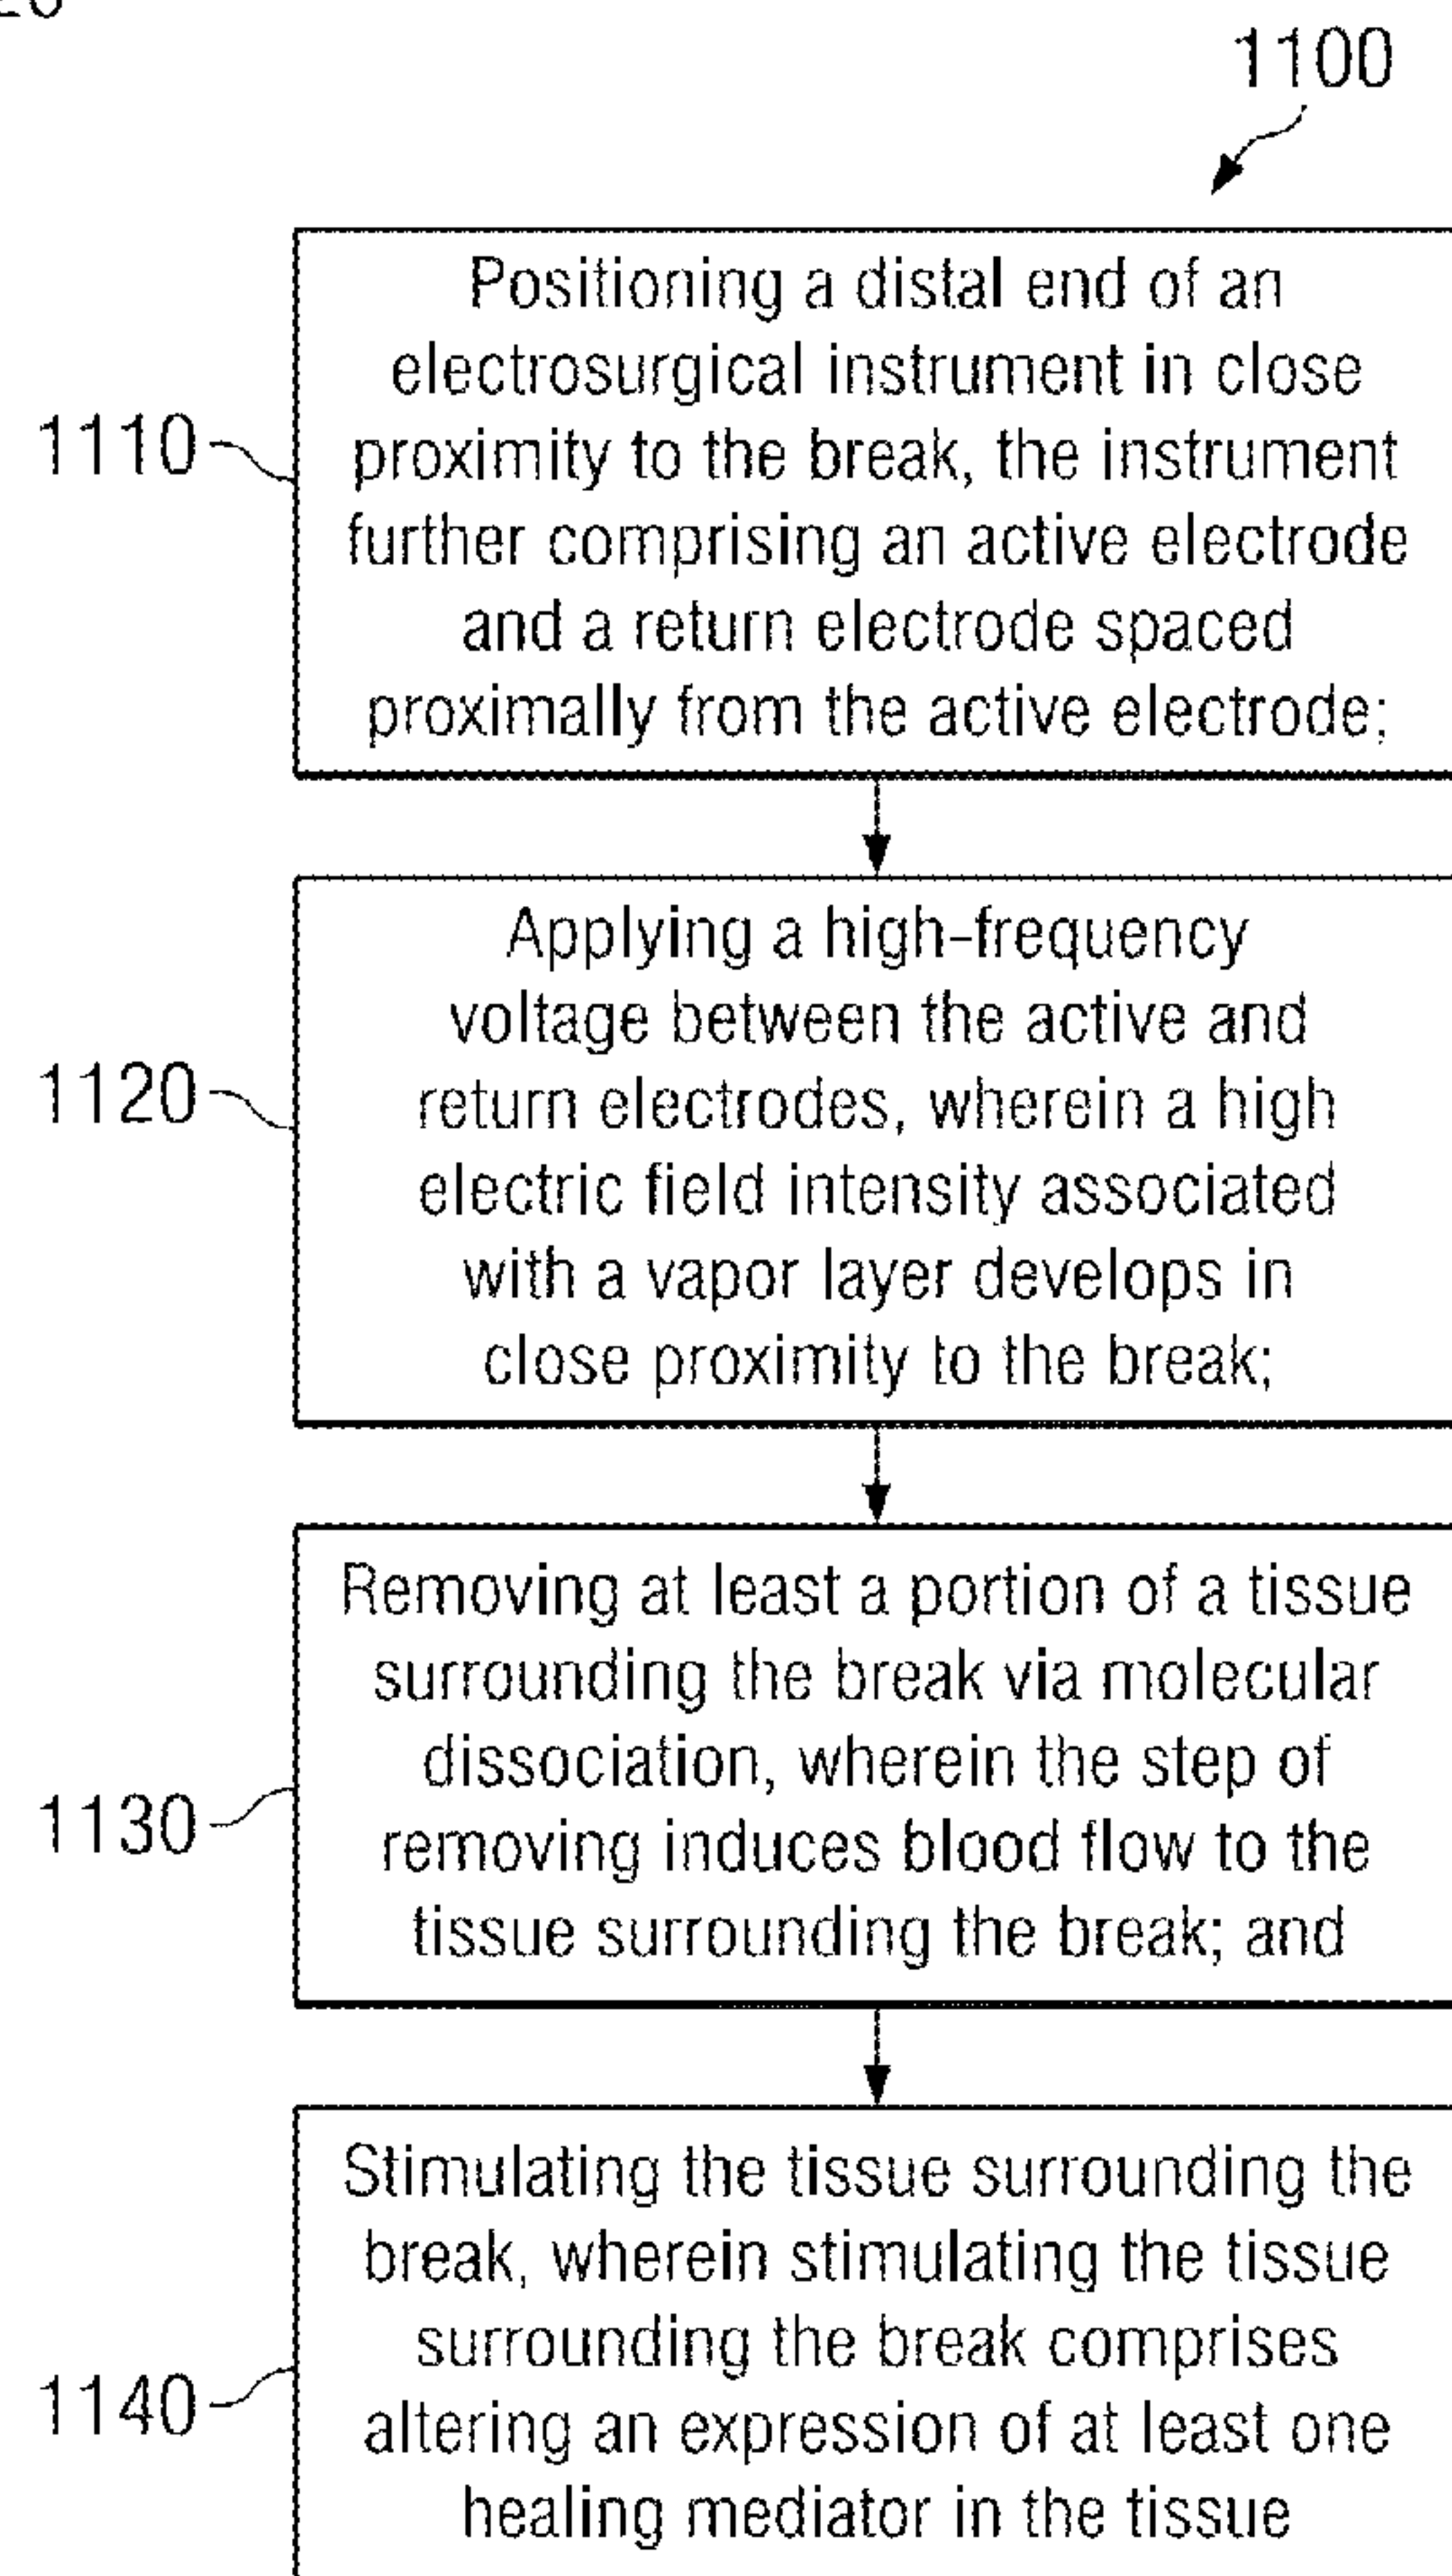 1100
Positioning a distal end of an
electrosurgical instrument in close
proximity to the break, the instrument
further comprising an active electrode
and a return electrode spaced
proximally from the active electrode;
1110
Applying a high-frequency
voltage between the active and
return electrodes, wherein a high
electric field intensity associated
with a vapor layer develops in
close proximity to the break;
1120
Removing at least a portion of a tissue
surrounding the break via molecular
dissociation, wherein the step of
removing induces blood flow to the
tissue surrounding the break; and
1130
Stimulating the tissue surrounding the
break, wherein stimulating the tissue
surrounding the break comprises
altering an expression of at least one
healing mediator in the tissue
1140